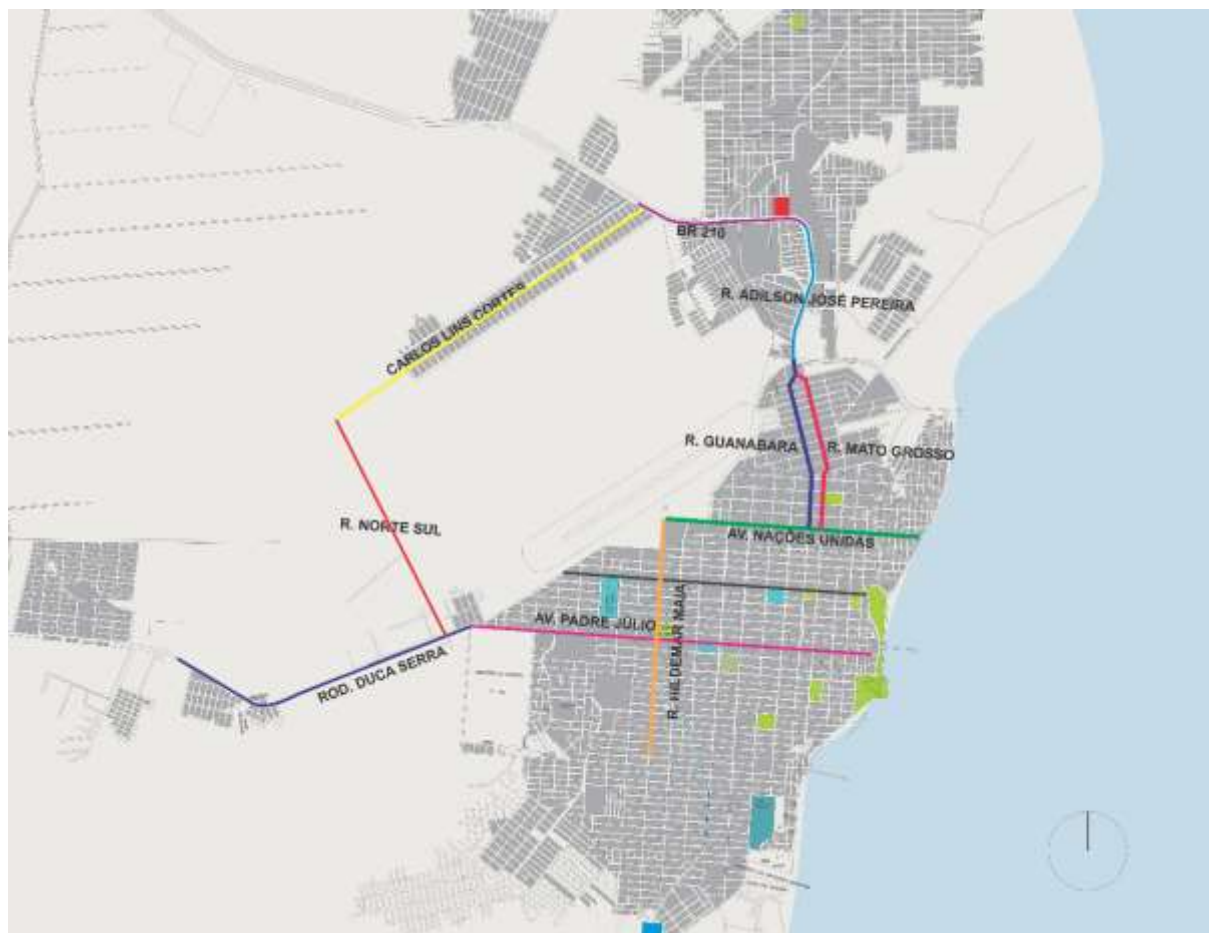 BR 210
R. ADILSON JOSÉ PEREIRA
CARLOS LINS CORTES
R. GUANABARA
R. MATO GROSSO
R. NORTE SUL
AV. NAÇÕES UNIDAS
AV. PADRE JÚLIO
R. HILDEMAR MAIA
ROD. DUCA SERRA